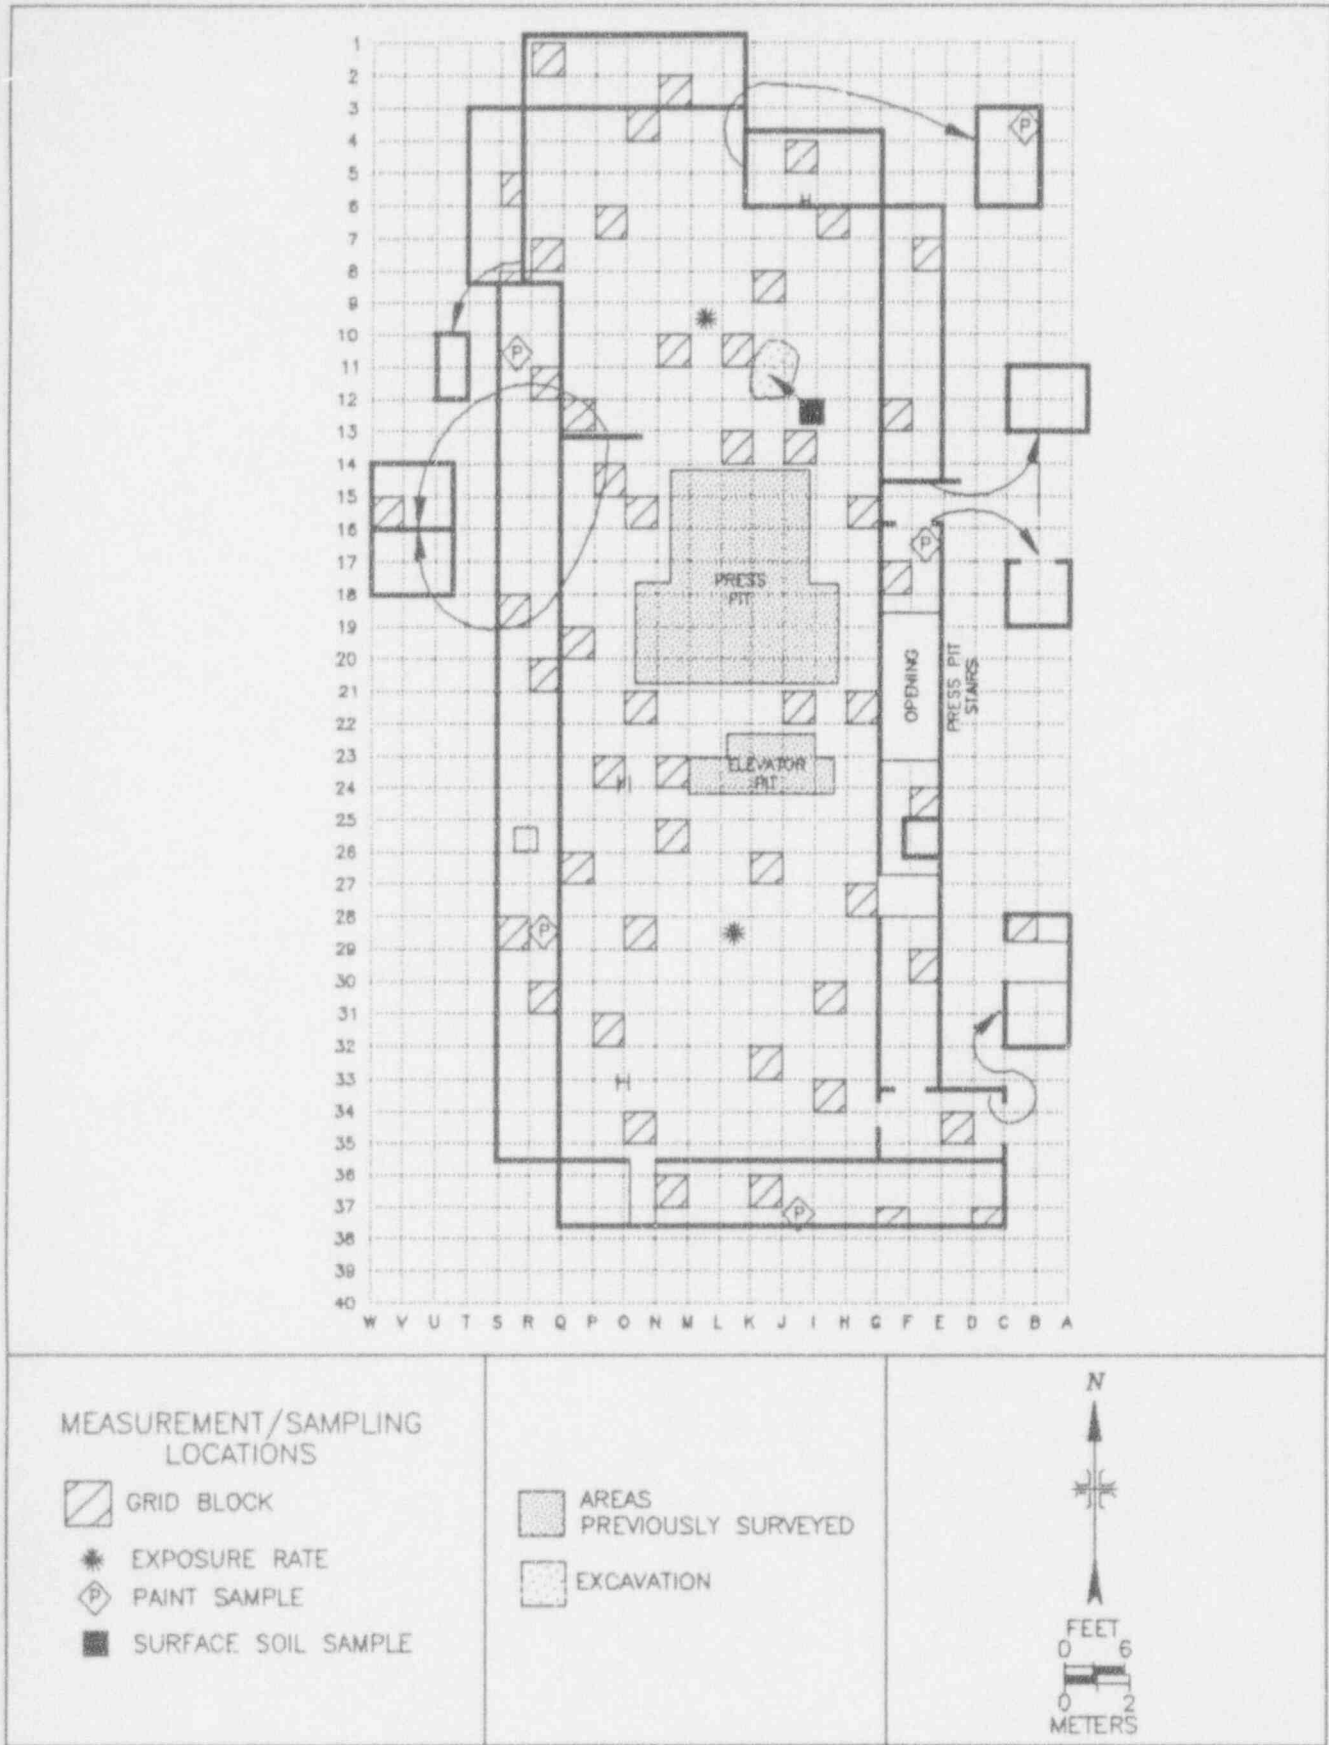 1
2
3
4
5
6
7
8
9
10
11
12
13
14
15
16
17
18
19
20
21
22
23
24
25
26
27
28
29
30
31
32
33
34
35
36
37
38
39
40
W V U T S R Q P O N M L K J I H G F E D C B A
P
P
P
P
P
PRESS
PIT
OPENING
PRESS PIT
STAIRS
ELEVATOR
PIT
MEASUREMENT/SAMPLING
LOCATIONS
GRID BLOCK
EXPOSURE RATE
P PAINT SAMPLE
SURFACE SOIL SAMPLE
AREAS
PREVIOUSLY SURVEYED
EXCAVATION
N
FEET
0 6
0 2
METERS